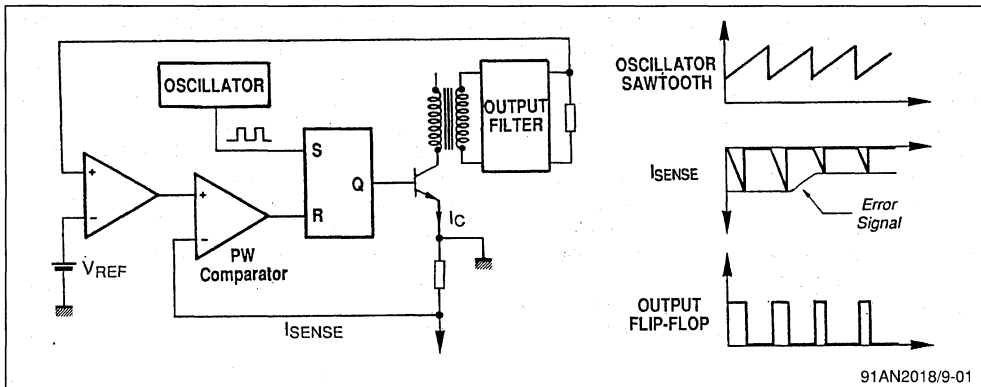 OSCILLATOR
OUTPUT
FILTER
S
Q
R
+
−
+
−
PW
Comparator
VREF
IC
ISENSE
OSCILLATOR
SAWTOOTH
ISENSE
Error
Signal
OUTPUT
FLIP-FLOP
91AN2018/9-01